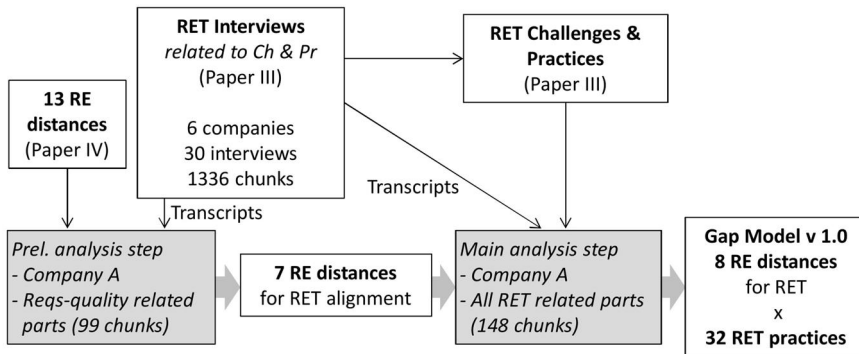 RET Interviews
related to Ch & Pr
(Paper III)
6 companies
30 interviews
1336 chunks
RET Challenges &
Practices
(Paper III)
13 RE
distances
(Paper IV)
Transcripts
Transcripts
Prel. analysis step
- Company A
- Reqs-quality related
parts (99 chunks)
7 RE distances
for RET alignment
Main analysis step
- Company A
- All RET related parts
(148 chunks)
Gap Model v 1.0
8 RE distances
for RET
x
32 RET practices